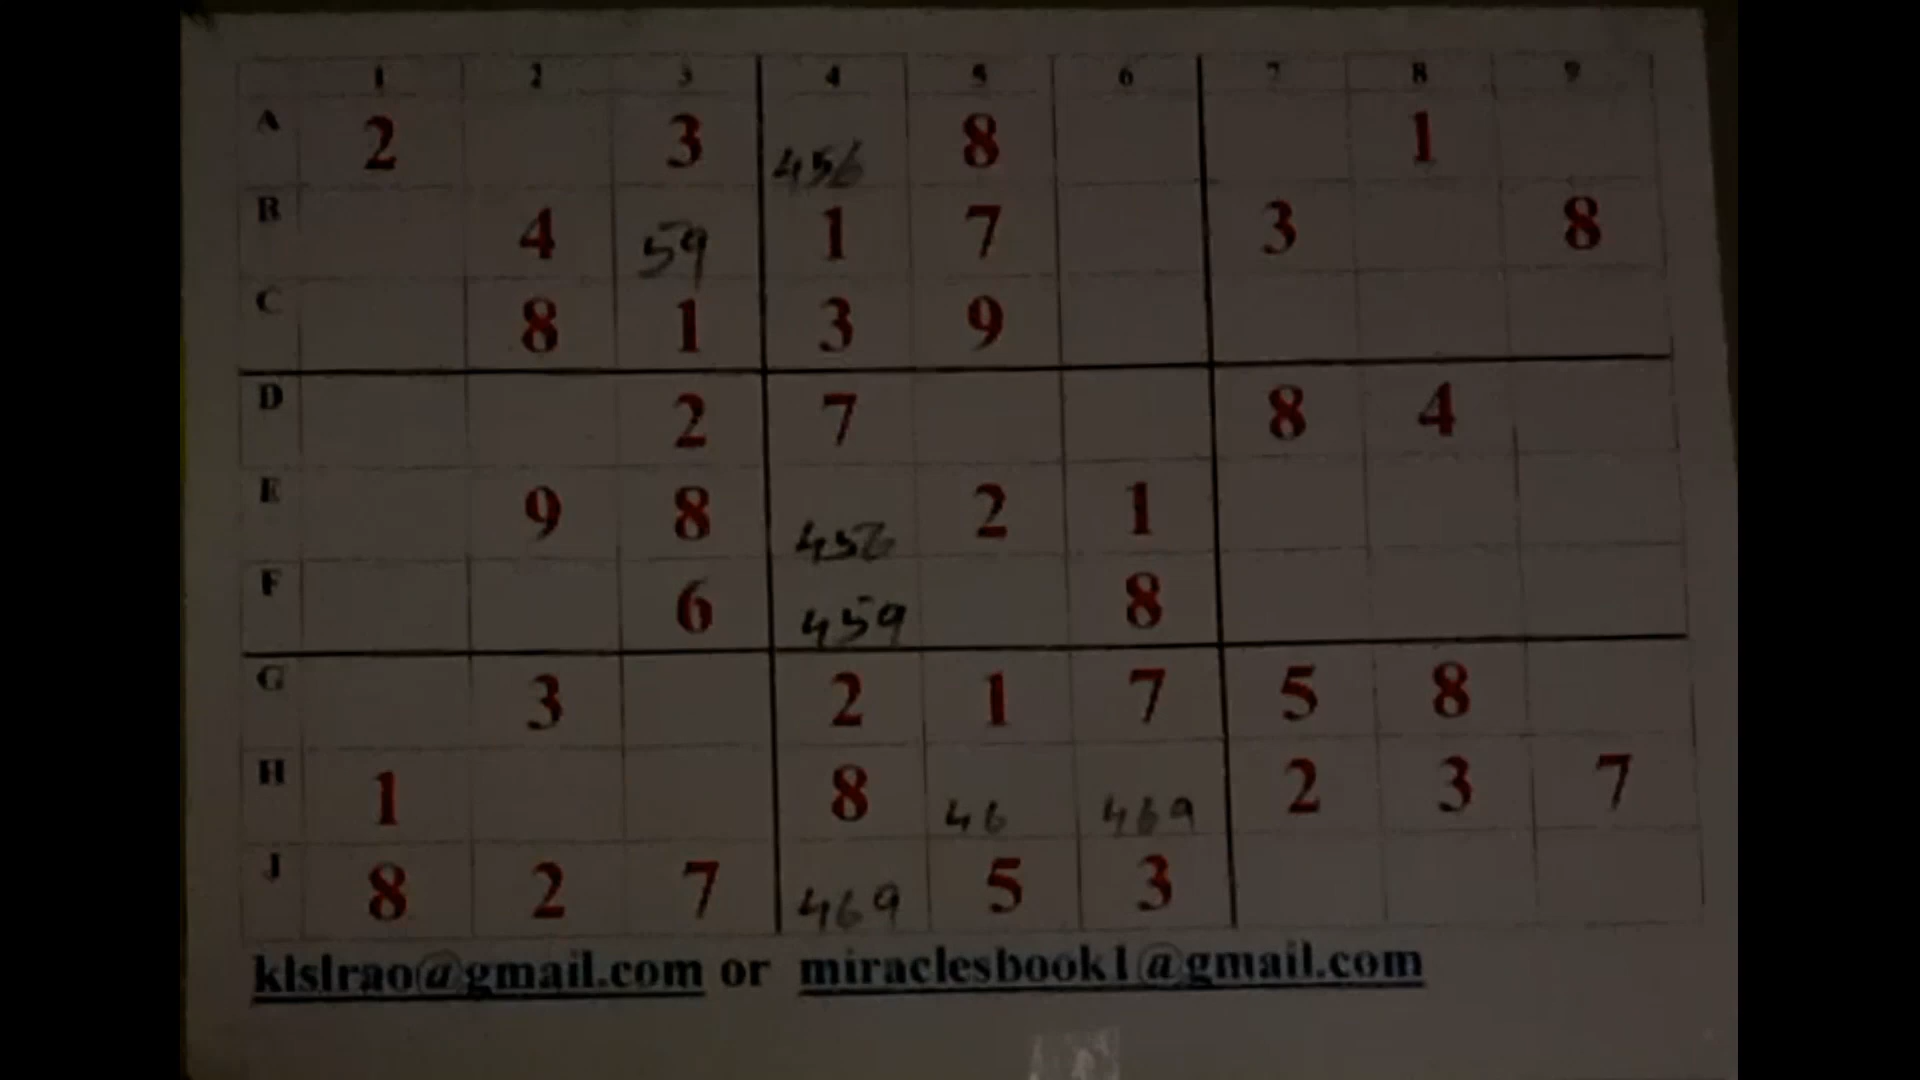 1 2 3 4 5 6 7 8 9
A 2 3 456 8 1
B 4 59 1 7 3 8
C 8 1 3 9
D 2 7 8 4
E 9 8 456 2 1
F 6 459 8
G 3 2 1 7 5 8
H 1 8 46 469 2 3 7
J 8 2 7 469 5 3
klslrao@gmail.com or miraclesbook1@gmail.com